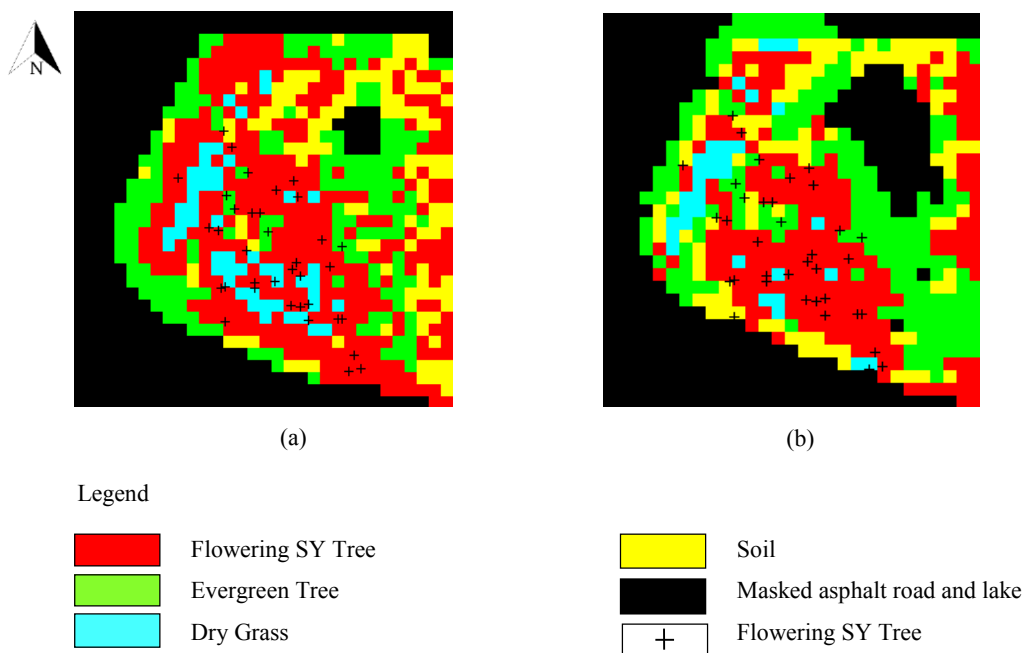 N
(a)
(b)
Legend
Flowering SY Tree
Evergreen Tree
Dry Grass
Soil
Masked asphalt road and lake
Flowering SY Tree